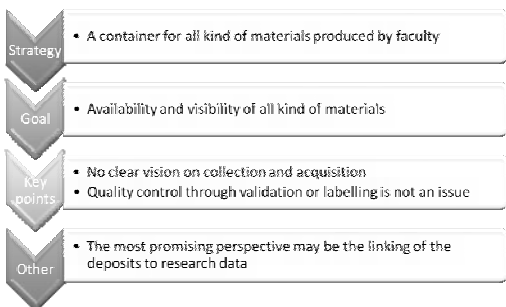 Strategy
• A container for all kind of materials produced by faculty
Goal
• Availability and visibility of all kind of materials
Key
points
• No clear vision on collection and acquisition
• Quality control through validation or labelling is not an issue
Other
• The most promising perspective may be the linking of the
deposits to research data